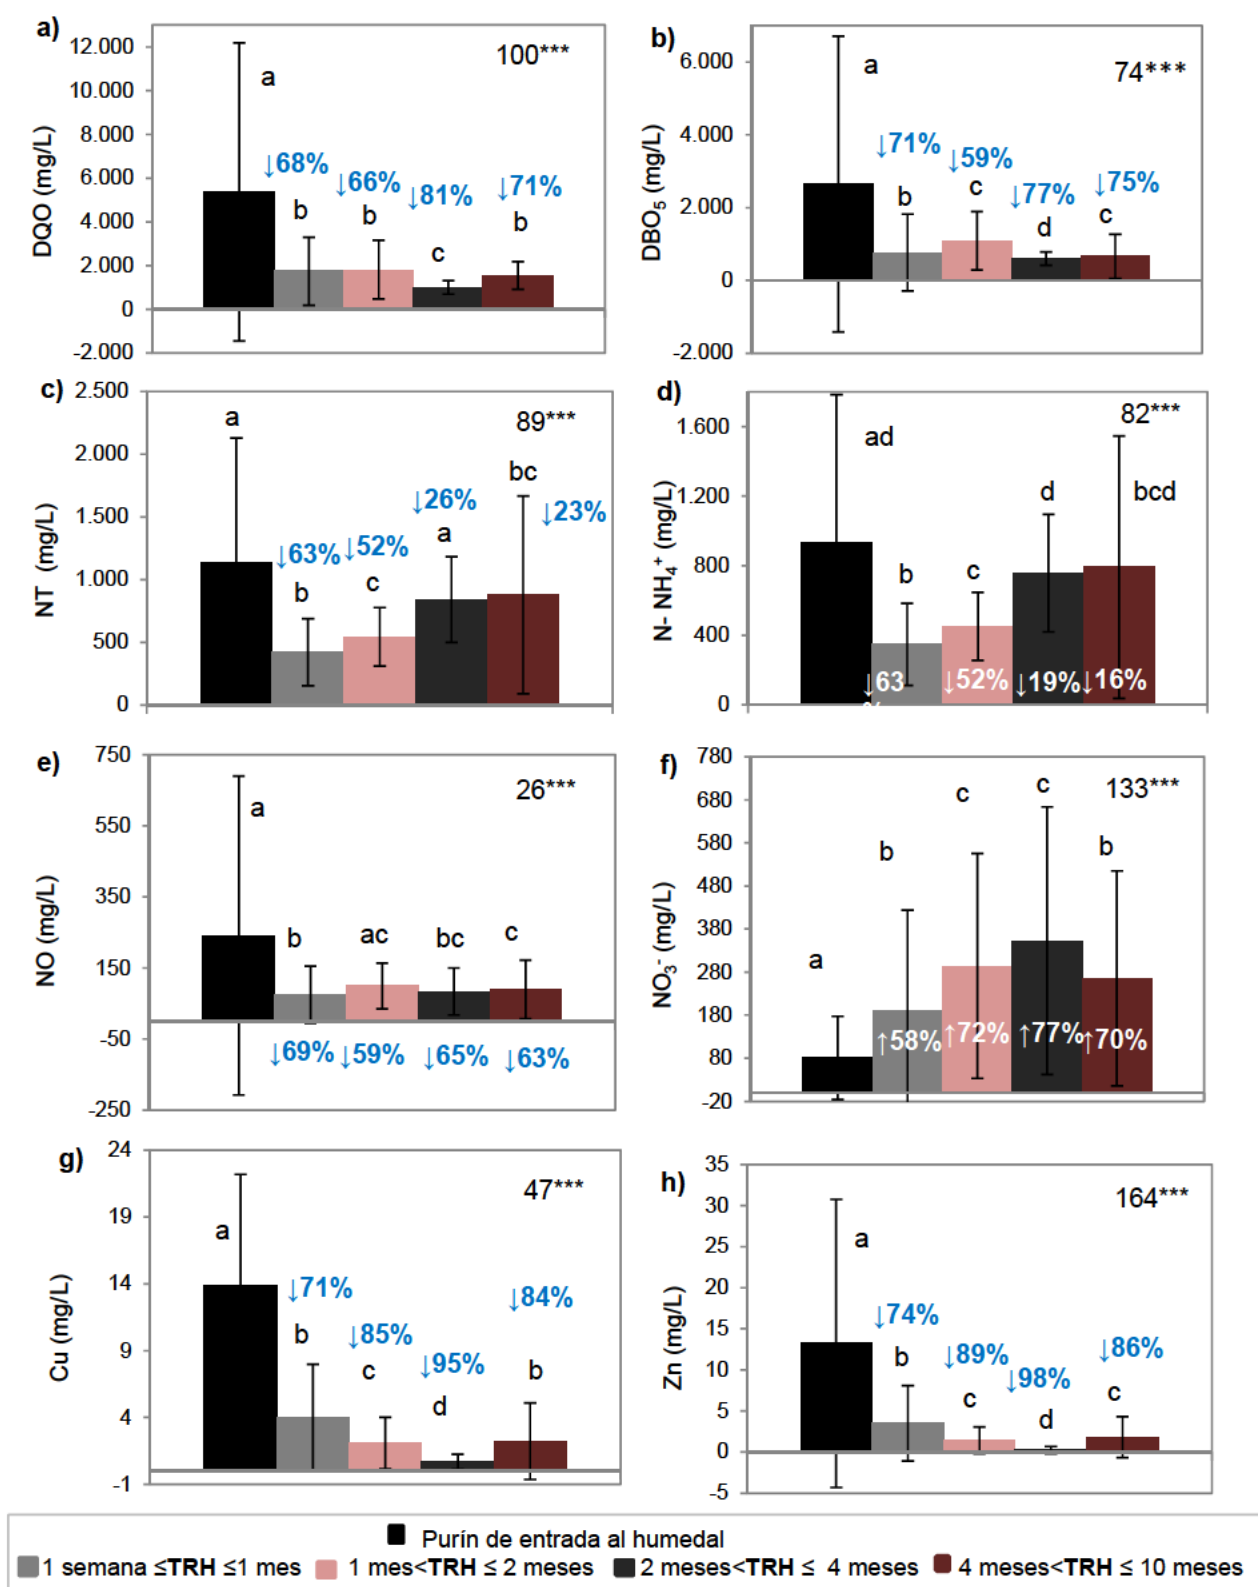 a)
DQO (mg/L)
12.000
10.000
8.000
6.000
4.000
2.000
0
-2.000
100***
a
↓68%
b
↓66%
b
↓81%
c
↓71%
b
b)
DBO5 (mg/L)
6.000
4.000
2.000
0
-2.000
74***
a
↓71%
b
↓59%
c
↓77%
d
↓75%
c
c)
NT (mg/L)
2.500
2.000
1.500
1.000
500
0
89***
a
↓63%
b
↓52%
c
↓26%
a
bc
↓23%
d)
N- NH4+ (mg/L)
1.600
1.200
800
400
0
82***
ad
b
↓63
c
↓52%
d
↓19%
bcd
↓16%
e)
NO (mg/L)
750
550
350
150
-50
-250
26***
a
b
ac
bc
c
↓69%
↓59%
↓65%
↓63%
f)
NO3- (mg/L)
780
680
580
480
380
280
180
80
-20
133***
a
b
c
c
b
↑58%
↑72%
↑77%
↑70%
g)
Cu (mg/L)
24
19
14
9
4
-1
47***
a
↓71%
b
↓85%
c
↓95%
d
↓84%
b
h)
Zn (mg/L)
35
30
25
20
15
10
5
0
-5
164***
a
↓74%
b
↓89%
c
↓98%
d
↓86%
c
Purín de entrada al humedal
1 semana ≤TRH ≤1 mes 1 mes<TRH ≤ 2 meses 2 meses<TRH ≤ 4 meses 4 meses<TRH ≤ 10 meses